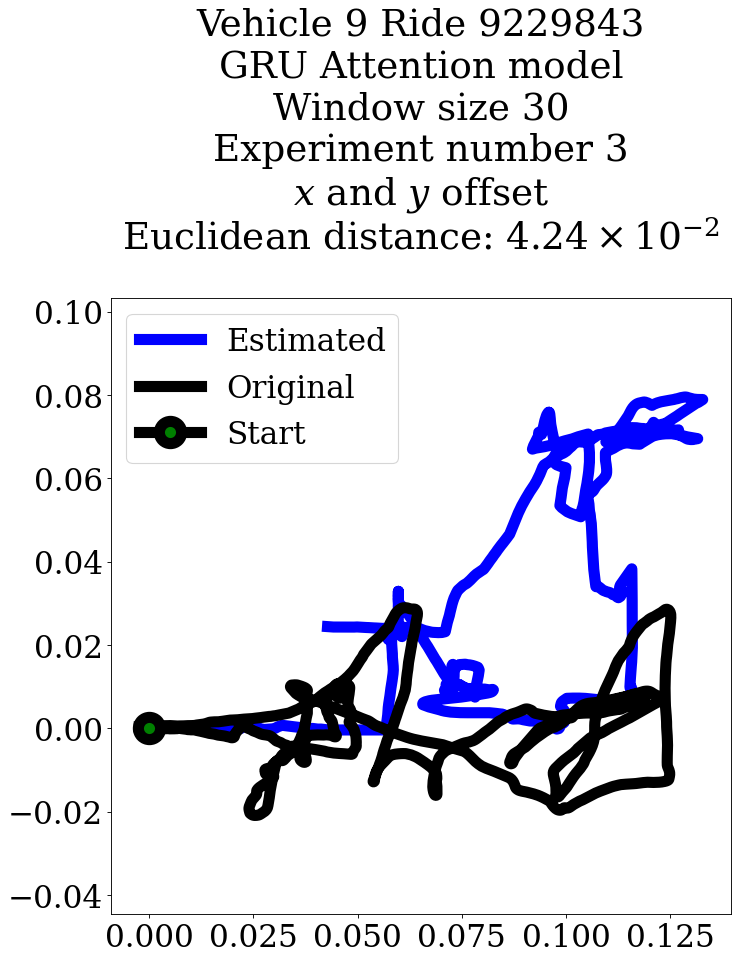 Vehicle 9 Ride 9229843
GRU Attention model
Window size 30
Experiment number 3
x and y offset
Euclidean distance: 4.24 × 10⁻²
Estimated
Original
Start
0.10
0.08
0.06
0.04
0.02
0.00
−0.02
−0.04
0.000 0.025 0.050 0.075 0.100 0.125